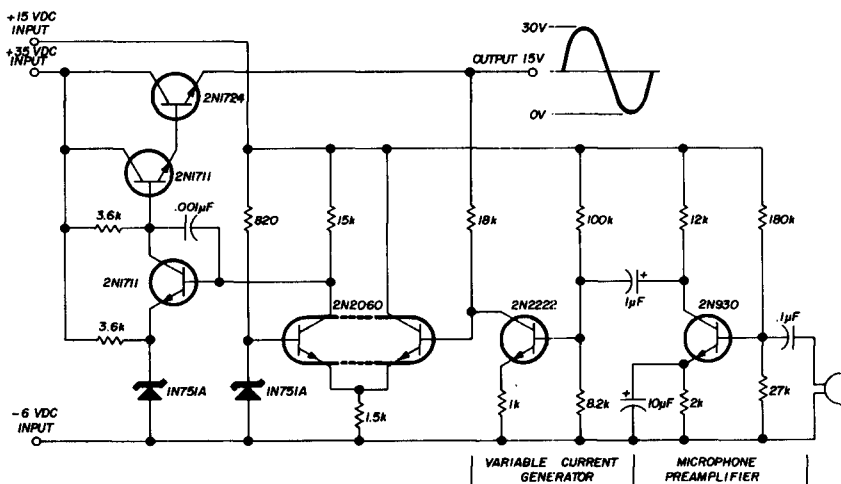 +15 VDC
INPUT
+35 VDC
INPUT
30V
OUTPUT 15V
0V
2N1724
2N1711
3.6k
.001µF
820
15k
18k
100k
12k
180k
2N1711
2N2060
2N2222
1µF
+
2N930
.1µF
3.6k
1N751A
1N751A
1.5k
1k
8.2k
+
10µF
2k
27k
-6 VDC
INPUT
VARIABLE CURRENT
GENERATOR
MICROPHONE
PREAMPLIFIER